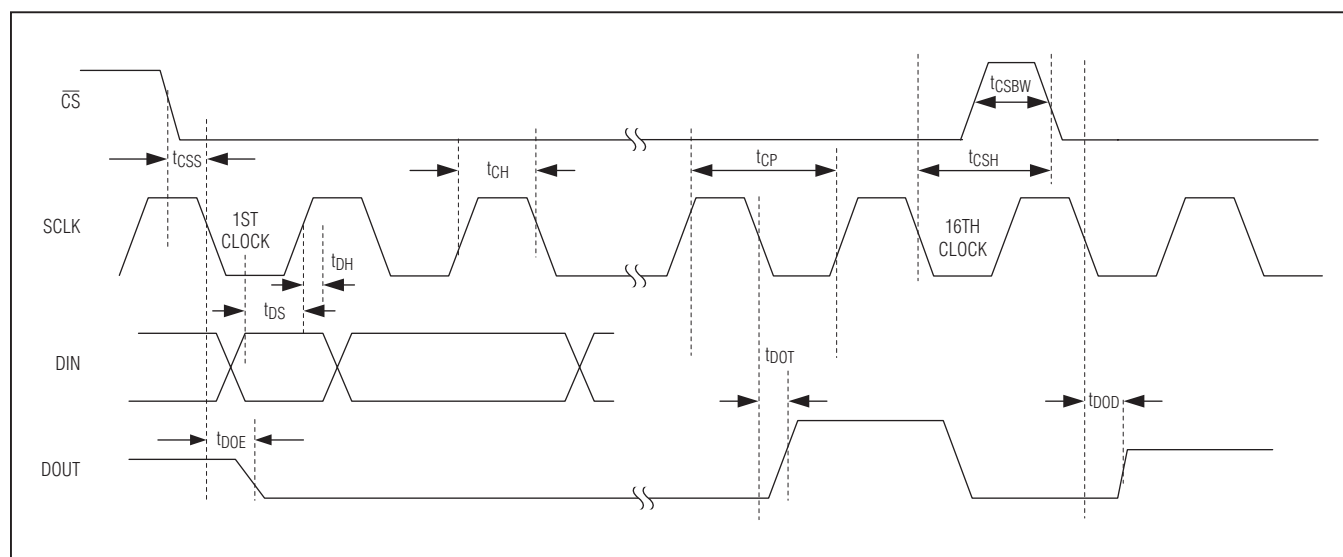 CS
tCSBW
tCSS
tCH
tCP
tCSH
SCLK
1ST
CLOCK
16TH
CLOCK
tDH
tDS
DIN
tDOT
tDOD
tDOE
DOUT